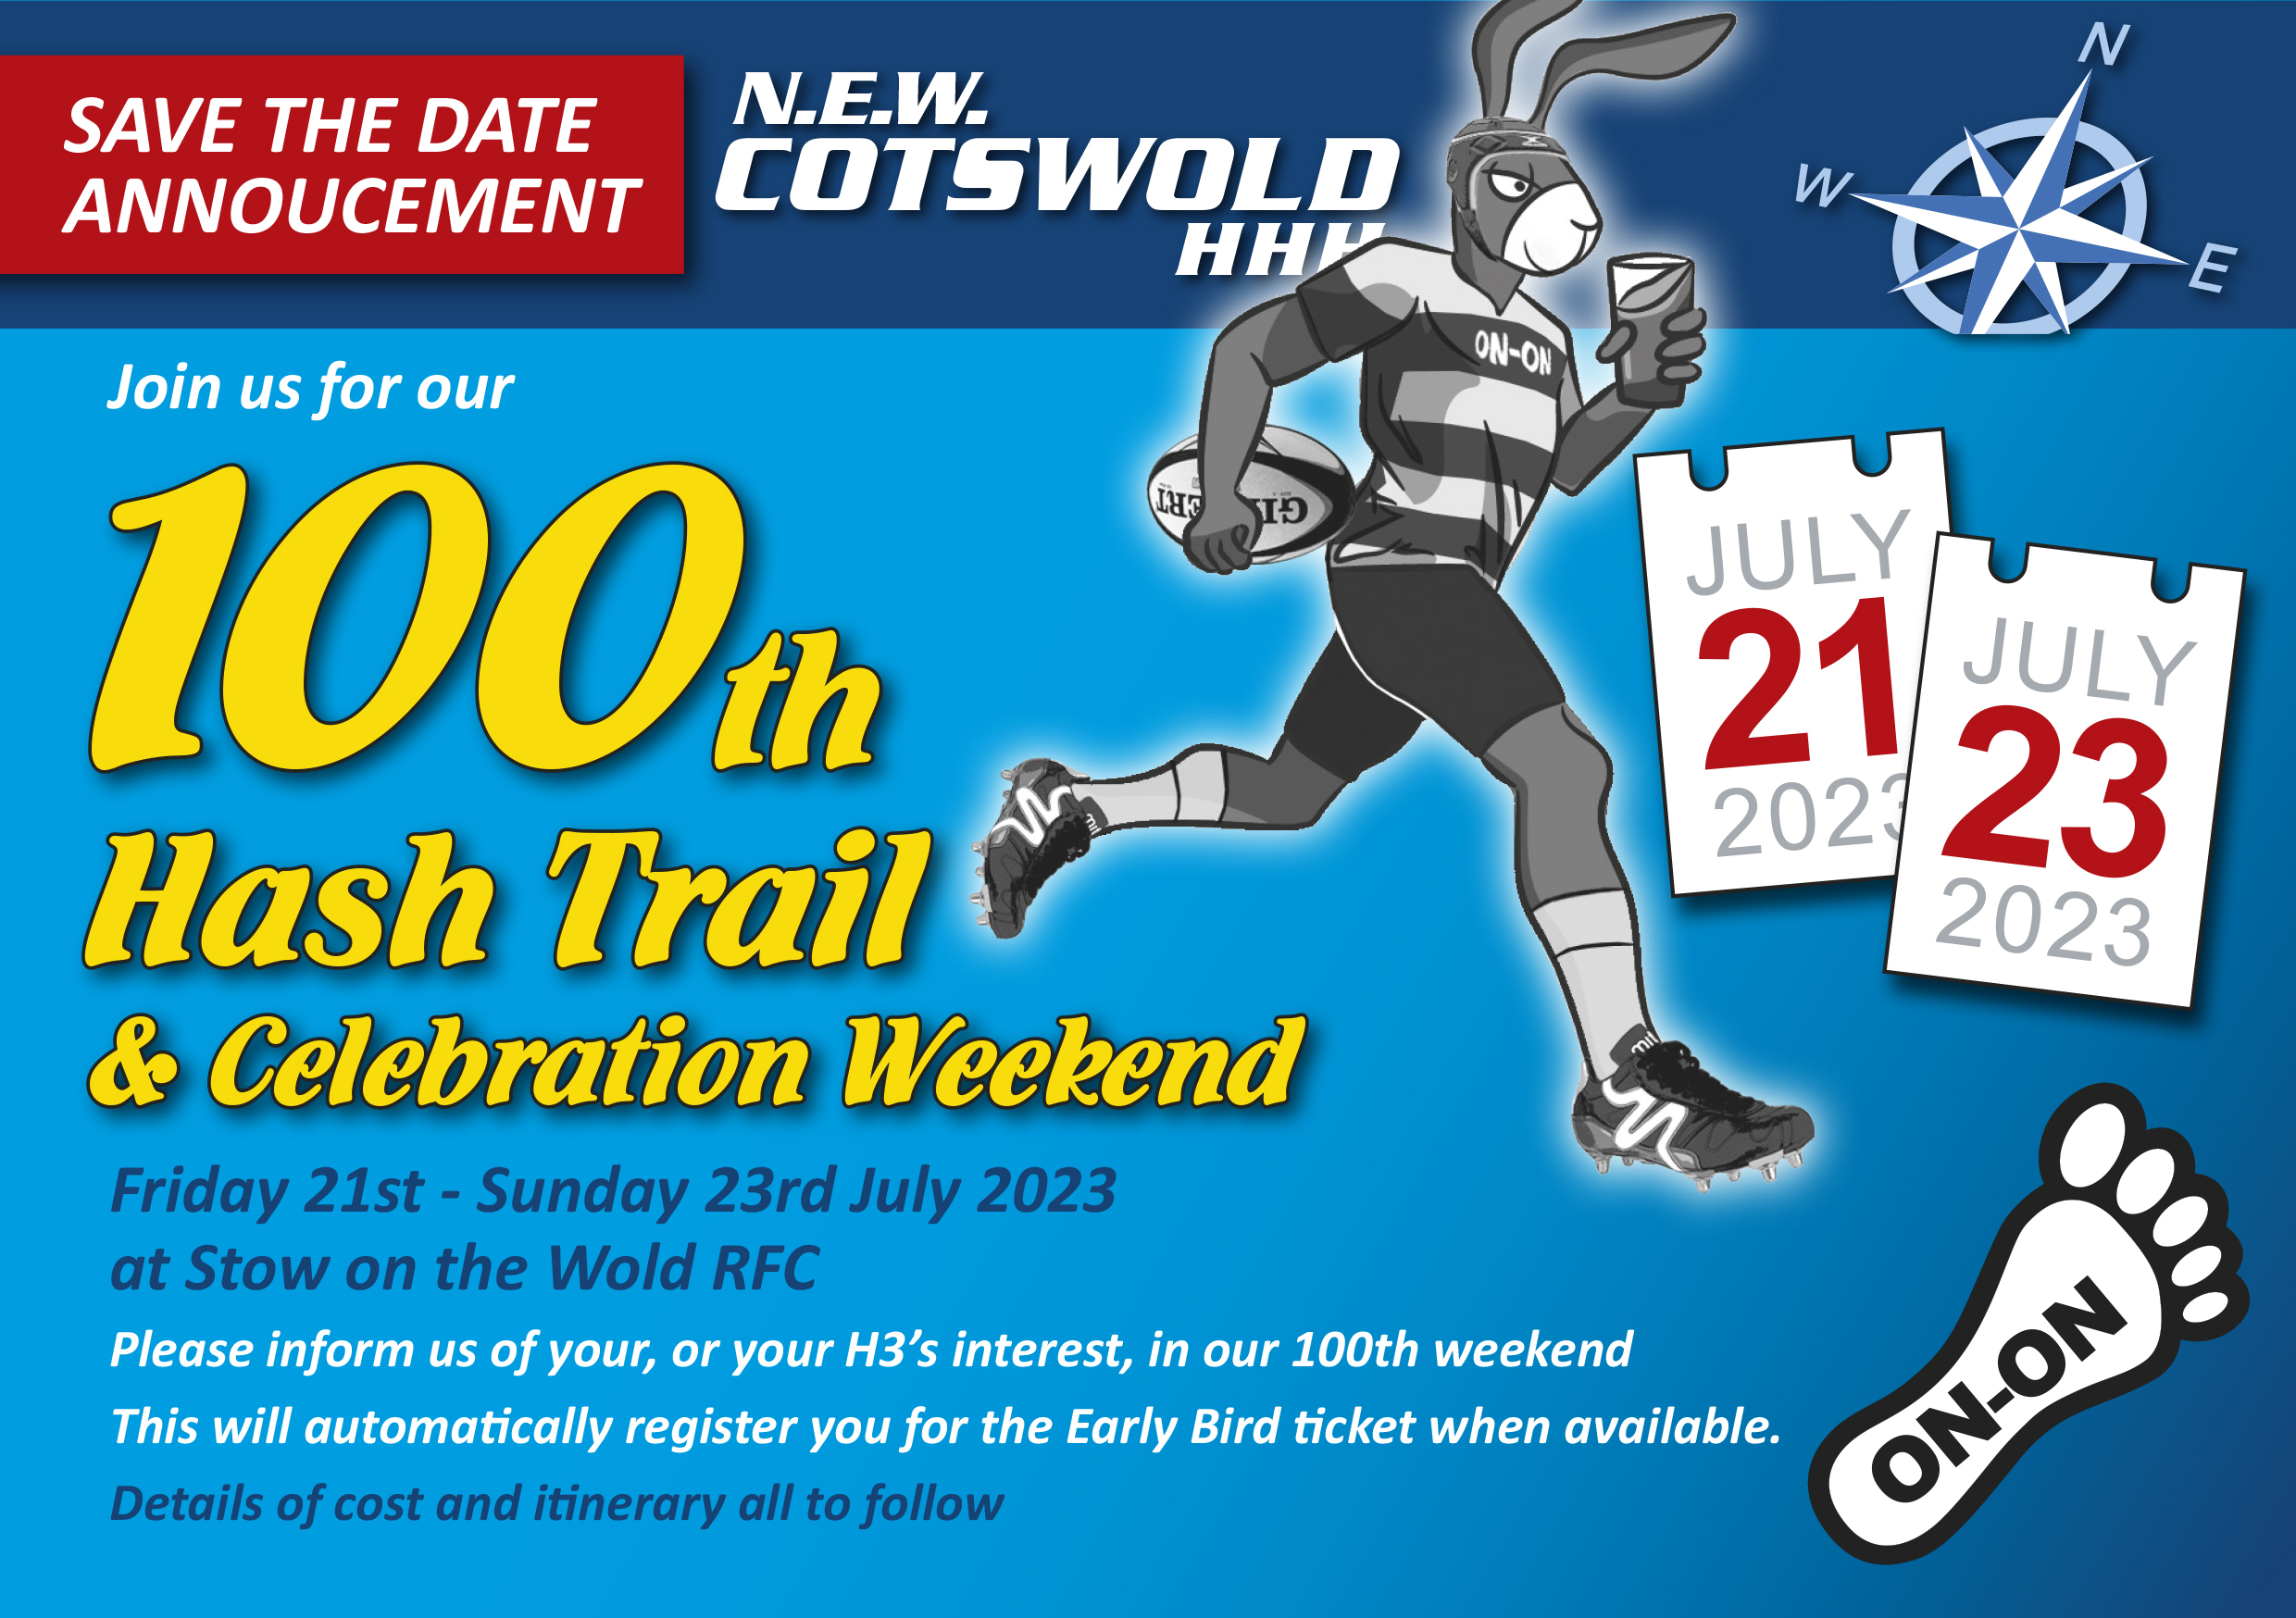 SAVE THE DATE
ANNOUCEMENT
N.E.W.
COTSWOLD
HHH
N
W
E
Join us for our
100th
Hash Trail
& Celebration Weekend
ON-ON
GILBERT
JULY
21
2023
JULY
23
2023
Friday 21st - Sunday 23rd July 2023
at Stow on the Wold RFC
Please inform us of your, or your H3’s interest, in our 100th weekend
This will automatically register you for the Early Bird ticket when available.
Details of cost and itinerary all to follow
ON-ON